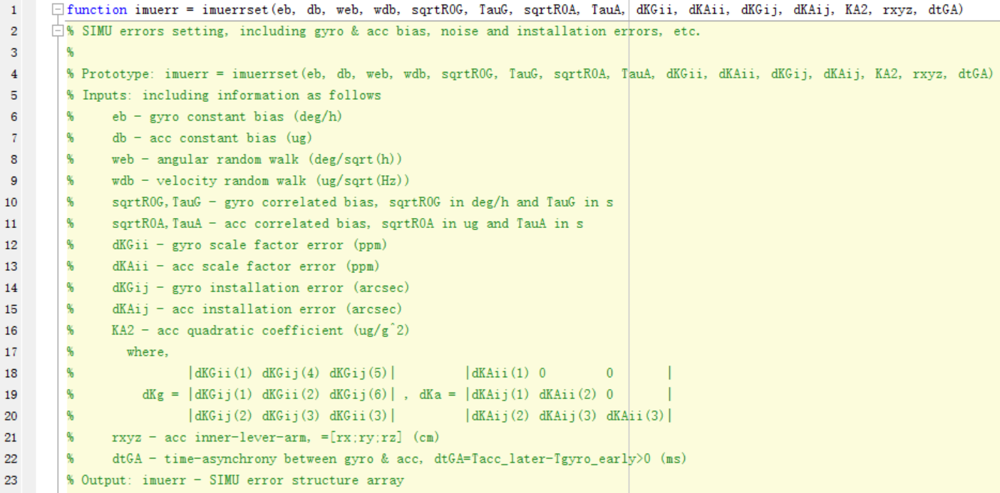 1 function imuerr = imuerrset(eb, db, web, wdb, sqrtR0G, TauG, sqrtR0A, TauA, dKGii, dKAii, dKGij, dKAij, KA2, rxyz, dtGA)
2 % SIMU errors setting, including gyro & acc bias, noise and installation errors, etc.
3 %
4 % Prototype: imuerr = imuerrset(eb, db, web, wdb, sqrtR0G, TauG, sqrtR0A, TauA, dKGii, dKAii, dKGij, dKAij, KA2, rxyz, dtGA)
5 % Inputs: including information as follows
6 %     eb - gyro constant bias (deg/h)
7 %     db - acc constant bias (ug)
8 %     web - angular random walk (deg/sqrt(h))
9 %     wdb - velocity random walk (ug/sqrt(Hz))
10 %     sqrtR0G,TauG - gyro correlated bias, sqrtR0G in deg/h and TauG in s
11 %     sqrtR0A,TauA - acc correlated bias, sqrtR0A in ug and TauA in s
12 %     dKGii - gyro scale factor error (ppm)
13 %     dKAii - acc scale factor error (ppm)
14 %     dKGij - gyro installation error (arcsec)
15 %     dKAij - acc installation error (arcsec)
16 %     KA2 - acc quadratic coefficient (ug/g^2)
17 %       where,
18 %               |dKGii(1) dKGij(4) dKGij(5)|         |dKAii(1) 0        0       |
19 %         dKg = |dKGij(1) dKGii(2) dKGij(6)| , dKa = |dKAij(1) dKAii(2) 0       |
20 %               |dKGij(2) dKGij(3) dKGii(3)|         |dKAij(2) dKAij(3) dKAii(3)|
21 %     rxyz - acc inner-lever-arm, =[rx;ry;rz] (cm)
22 %     dtGA - time-asynchrony between gyro & acc, dtGA=Tacc_later-Tgyro_early>0 (ms)
23 % Output: imuerr - SIMU error structure array